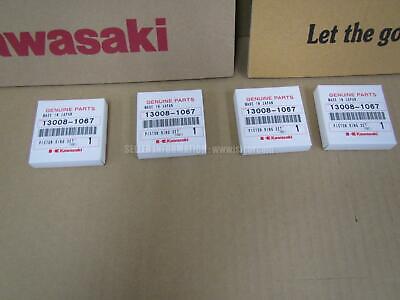 Kawasaki
Let the go
GENUINE PARTS
MADE IN JAPAN
13008-1067
PISTON RING SET
1
Kawasaki
GENUINE PARTS
MADE IN JAPAN
13008-1067
PISTON RING SET
1
Kawasaki
GENUINE PARTS
MADE IN JAPAN
13008-1067
PISTON RING SET
1
Kawasaki
GENUINE PARTS
MADE IN JAPAN
13008-1067
PISTON RING SET
1
Kawasaki